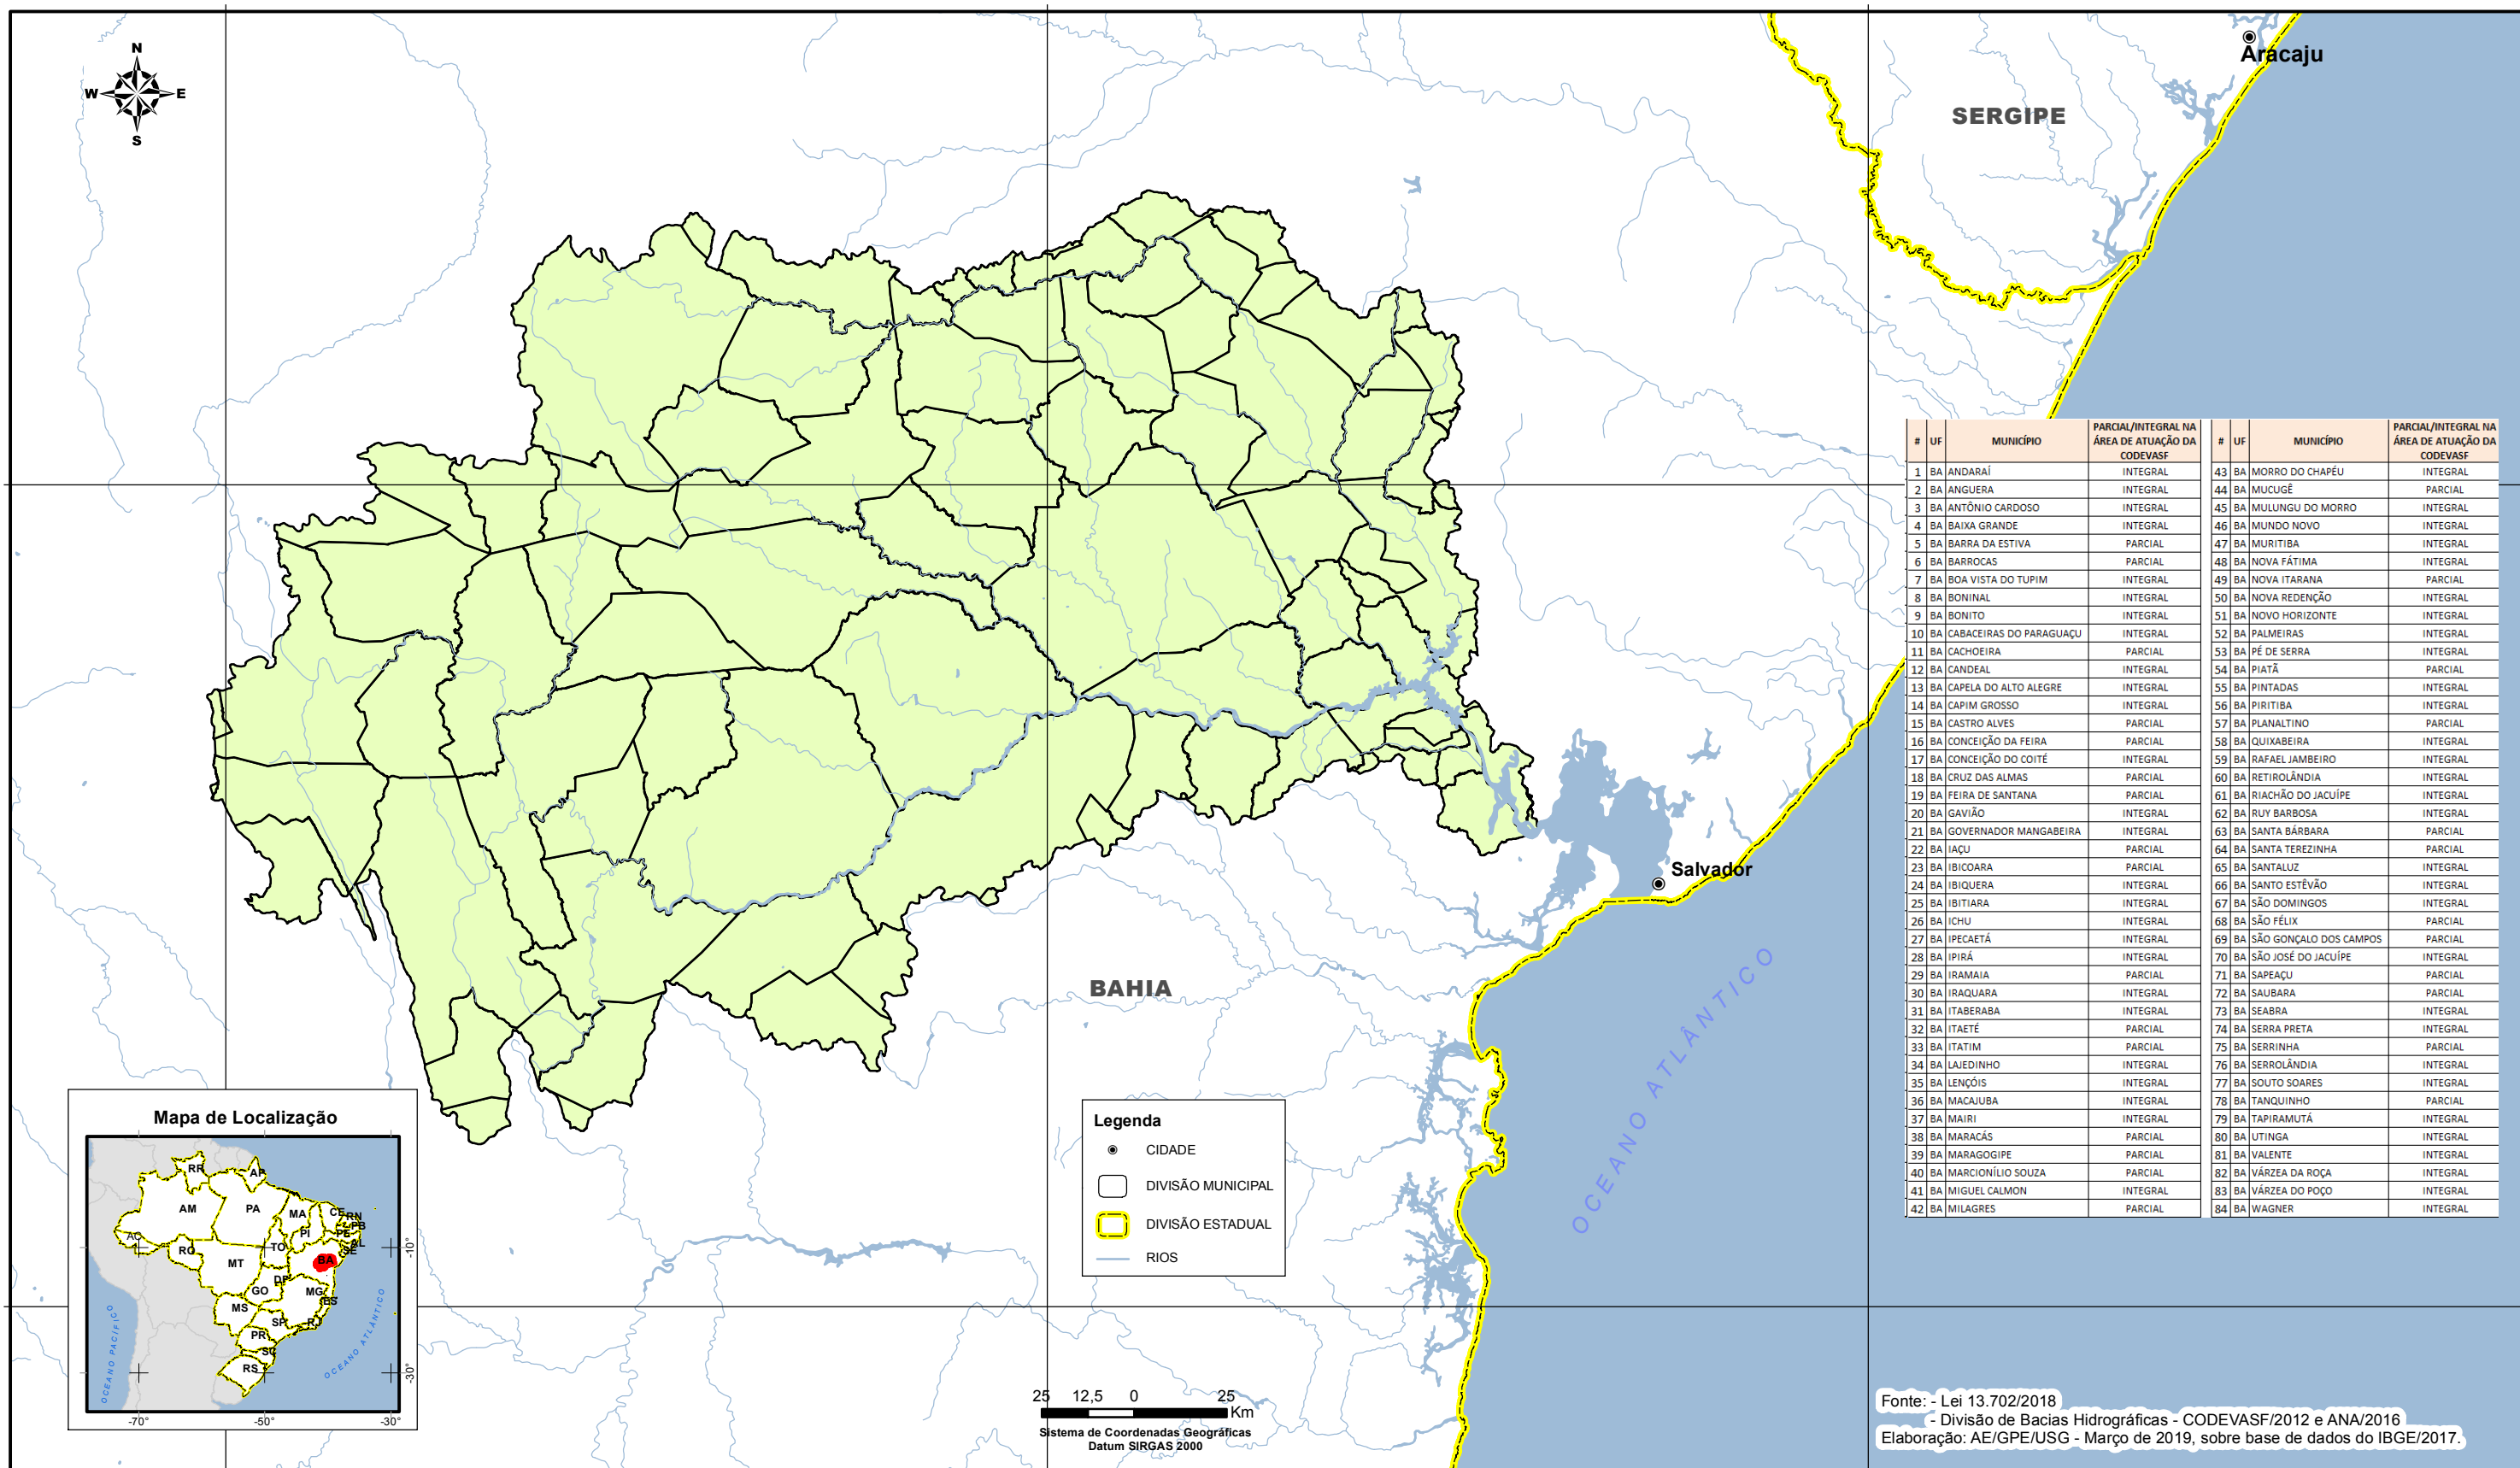 N
W E
S
Aracaju
SERGIPE
Salvador
BAHIA
OCEANO ATLÂNTICO
# UF MUNICÍPIO PARCIAL/INTEGRAL NA ÁREA DE ATUAÇÃO DA CODEVASF
1 BA ANDARAÍ INTEGRAL
2 BA ANGUERA INTEGRAL
3 BA ANTÔNIO CARDOSO INTEGRAL
4 BA BAIXA GRANDE INTEGRAL
5 BA BARRA DA ESTIVA PARCIAL
6 BA BARROCAS PARCIAL
7 BA BOA VISTA DO TUPIM INTEGRAL
8 BA BONINAL INTEGRAL
9 BA BONITO INTEGRAL
10 BA CABACEIRAS DO PARAGUAÇU INTEGRAL
11 BA CACHOEIRA PARCIAL
12 BA CANDEAL INTEGRAL
13 BA CAPELA DO ALTO ALEGRE INTEGRAL
14 BA CAPIM GROSSO INTEGRAL
15 BA CASTRO ALVES PARCIAL
16 BA CONCEIÇÃO DA FEIRA PARCIAL
17 BA CONCEIÇÃO DO COITÉ INTEGRAL
18 BA CRUZ DAS ALMAS PARCIAL
19 BA FEIRA DE SANTANA PARCIAL
20 BA GAVIÃO INTEGRAL
21 BA GOVERNADOR MANGABEIRA INTEGRAL
22 BA IAÇU PARCIAL
23 BA IBICOARA PARCIAL
24 BA IBIQUERA INTEGRAL
25 BA IBITIARA INTEGRAL
26 BA ICHU INTEGRAL
27 BA IPECAETÁ INTEGRAL
28 BA IPIRÁ INTEGRAL
29 BA IRAMAIA PARCIAL
30 BA IRAQUARA INTEGRAL
31 BA ITABERABA INTEGRAL
32 BA ITAETÉ PARCIAL
33 BA ITATIM PARCIAL
34 BA LAJEDINHO INTEGRAL
35 BA LENÇÓIS INTEGRAL
36 BA MACAJUBA INTEGRAL
37 BA MAIRI INTEGRAL
38 BA MARACÁS PARCIAL
39 BA MARAGOGIPE PARCIAL
40 BA MARCIONÍLIO SOUZA PARCIAL
41 BA MIGUEL CALMON INTEGRAL
42 BA MILAGRES PARCIAL
# UF MUNICÍPIO PARCIAL/INTEGRAL NA ÁREA DE ATUAÇÃO DA CODEVASF
43 BA MORRO DO CHAPÉU INTEGRAL
44 BA MUCUGÊ PARCIAL
45 BA MULUNGU DO MORRO INTEGRAL
46 BA MUNDO NOVO INTEGRAL
47 BA MURITIBA INTEGRAL
48 BA NOVA FÁTIMA INTEGRAL
49 BA NOVA ITARANA PARCIAL
50 BA NOVA REDENÇÃO INTEGRAL
51 BA NOVO HORIZONTE INTEGRAL
52 BA PALMEIRAS INTEGRAL
53 BA PÉ DE SERRA INTEGRAL
54 BA PIATÃ PARCIAL
55 BA PINTADAS INTEGRAL
56 BA PIRITIBA INTEGRAL
57 BA PLANALTINO PARCIAL
58 BA QUIXABEIRA INTEGRAL
59 BA RAFAEL JAMBEIRO INTEGRAL
60 BA RETIROLÂNDIA INTEGRAL
61 BA RIACHÃO DO JACUÍPE INTEGRAL
62 BA RUY BARBOSA INTEGRAL
63 BA SANTA BÁRBARA PARCIAL
64 BA SANTA TEREZINHA PARCIAL
65 BA SANTALUZ INTEGRAL
66 BA SANTO ESTÊVÃO INTEGRAL
67 BA SÃO DOMINGOS INTEGRAL
68 BA SÃO FÉLIX PARCIAL
69 BA SÃO GONÇALO DOS CAMPOS PARCIAL
70 BA SÃO JOSÉ DO JACUÍPE INTEGRAL
71 BA SAPEAÇU PARCIAL
72 BA SAUBARA PARCIAL
73 BA SEABRA INTEGRAL
74 BA SERRA PRETA INTEGRAL
75 BA SERRINHA PARCIAL
76 BA SERROLÂNDIA INTEGRAL
77 BA SOUTO SOARES INTEGRAL
78 BA TANQUINHO PARCIAL
79 BA TAPIRAMUTÁ INTEGRAL
80 BA UTINGA INTEGRAL
81 BA VALENTE INTEGRAL
82 BA VÁRZEA DA ROÇA INTEGRAL
83 BA VÁRZEA DO POÇO INTEGRAL
84 BA WAGNER INTEGRAL
Mapa de Localização
RR AP
AM PA MA CE RN
PB
PI PE
AL
AC RO TO SE
MT BA
DF
GO MG
ES
MS
SP RJ
PR
SC
RS
OCEANO PACIFICO
OCEANO ATLÂNTICO
-10°
-30°
-70° -50° -30°
Legenda
CIDADE
DIVISÃO MUNICIPAL
DIVISÃO ESTADUAL
RIOS
25 12,5 0 25
Km
Sistema de Coordenadas Geográficas
Datum SIRGAS 2000
Fonte: - Lei 13.702/2018
- Divisão de Bacias Hidrográficas - CODEVASF/2012 e ANA/2016
Elaboração: AE/GPE/USG - Março de 2019, sobre base de dados do IBGE/2017.